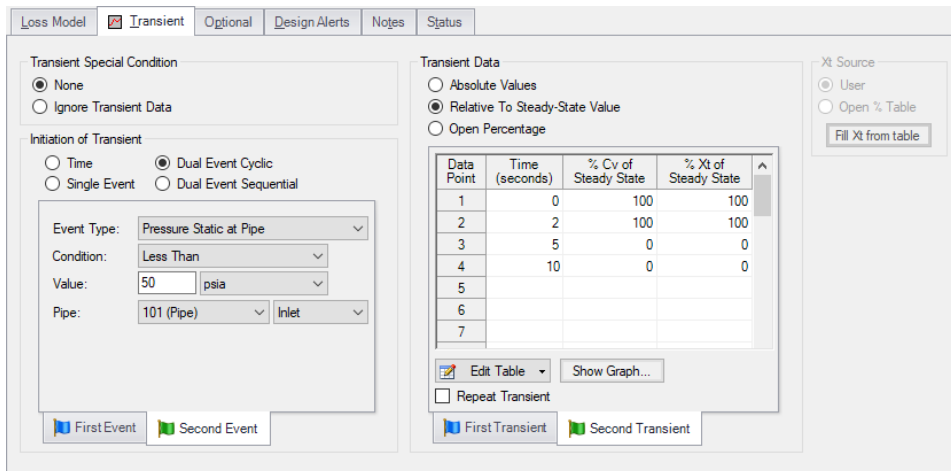 Loss Model Transient Optional Design Alerts Notes Status
Transient Special Condition
None
Ignore Transient Data
Initiation of Transient
Time Dual Event Cyclic
Single Event Dual Event Sequential
Event Type: Pressure Static at Pipe
Condition: Less Than
Value: 50 psia
Pipe: 101 (Pipe) Inlet
First Event Second Event
Transient Data
Absolute Values
Relative To Steady-State Value
Open Percentage
Data Point Time (seconds) % Cv of Steady State % Xt of Steady State
1 0 100 100
2 2 100 100
3 5 0 0
4 10 0 0
5
6
7
Edit Table Show Graph...
Repeat Transient
First Transient Second Transient
Xt Source
User
Open % Table
Fill Xt from table